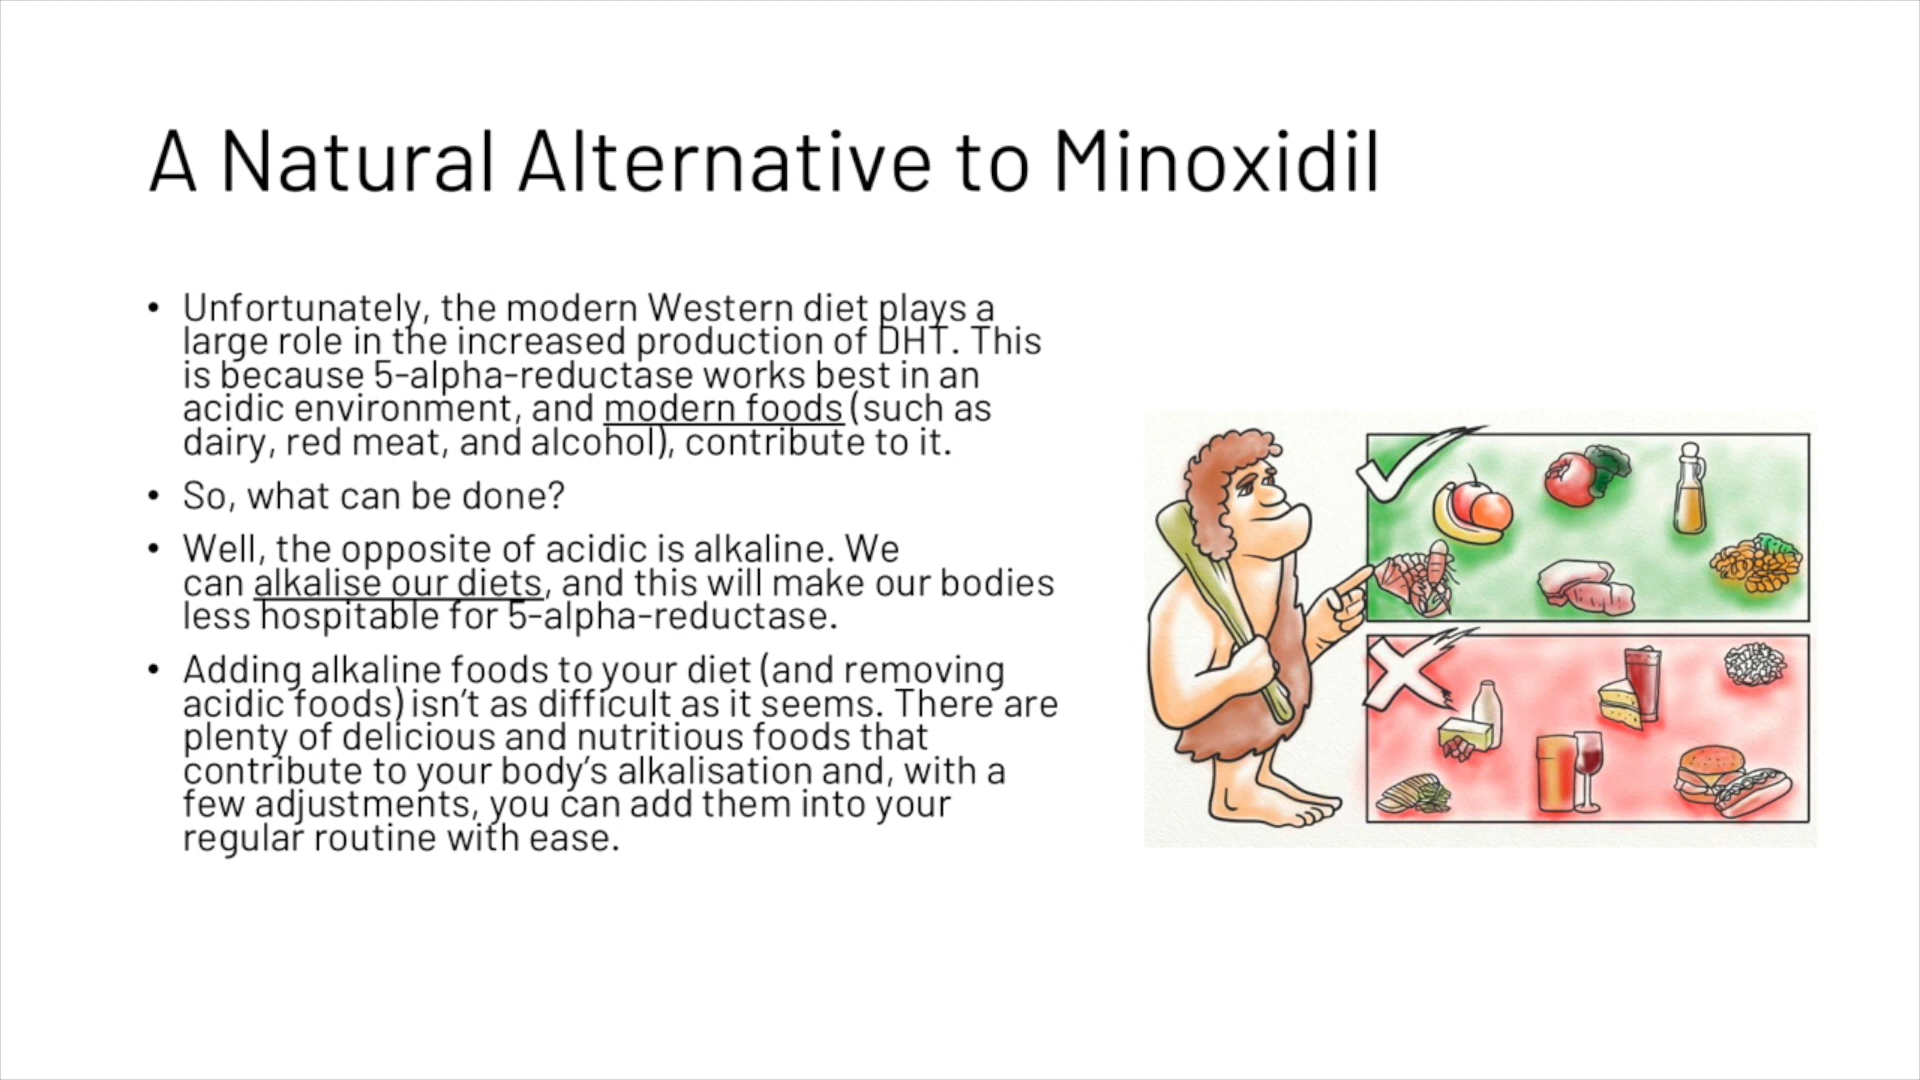 A Natural Alternative to Minoxidil
• Unfortunately, the modern Western diet plays a
large role in the increased production of DHT. This
is because 5-alpha-reductase works best in an
acidic environment, and modern foods (such as
dairy, red meat, and alcohol), contribute to it.
• So, what can be done?
• Well, the opposite of acidic is alkaline. We
can alkalise our diets, and this will make our bodies
less hospitable for 5-alpha-reductase.
• Adding alkaline foods to your diet (and removing
acidic foods) isn’t as difficult as it seems. There are
plenty of delicious and nutritious foods that
contribute to your body’s alkalisation and, with a
few adjustments, you can add them into your
regular routine with ease.